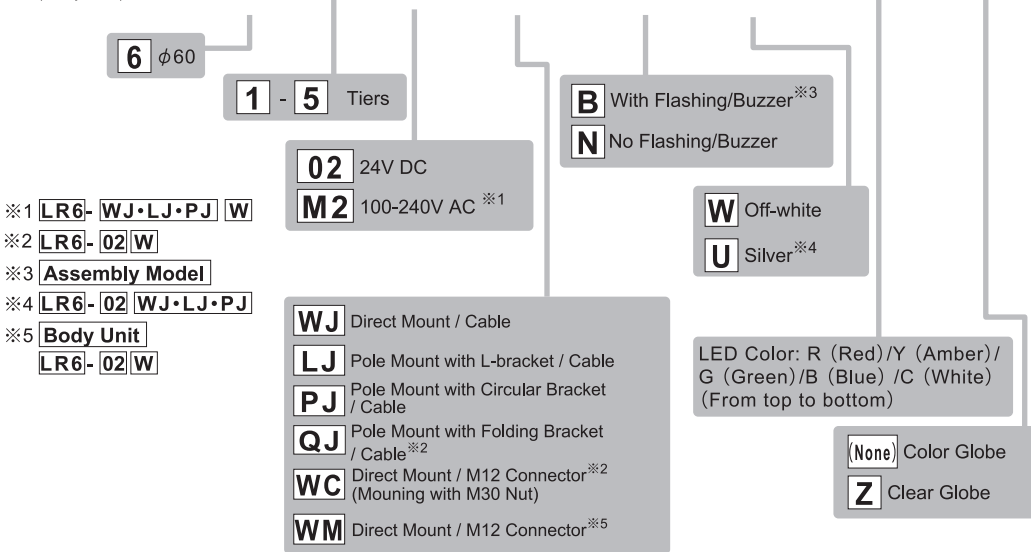 6 ϕ60
1 - 5 Tiers
02 24V DC
M2 100-240V AC ※1
B With Flashing/Buzzer※3
N No Flashing/Buzzer
W Off-white
U Silver※4
※1 LR6- WJ•LJ•PJ W
※2 LR6- 02 W
※3 Assembly Model
※4 LR6- 02 WJ•LJ•PJ
※5 Body Unit
LR6- 02 W
WJ Direct Mount / Cable
LJ Pole Mount with L-bracket / Cable
PJ Pole Mount with Circular Bracket
/ Cable
QJ Pole Mount with Folding Bracket
/ Cable※2
WC Direct Mount / M12 Connector※2
(Mouning with M30 Nut)
WM Direct Mount / M12 Connector※5
LED Color: R (Red)/Y (Amber)/
G (Green)/B (Blue) /C (White)
(From top to bottom)
(None) Color Globe
Z Clear Globe